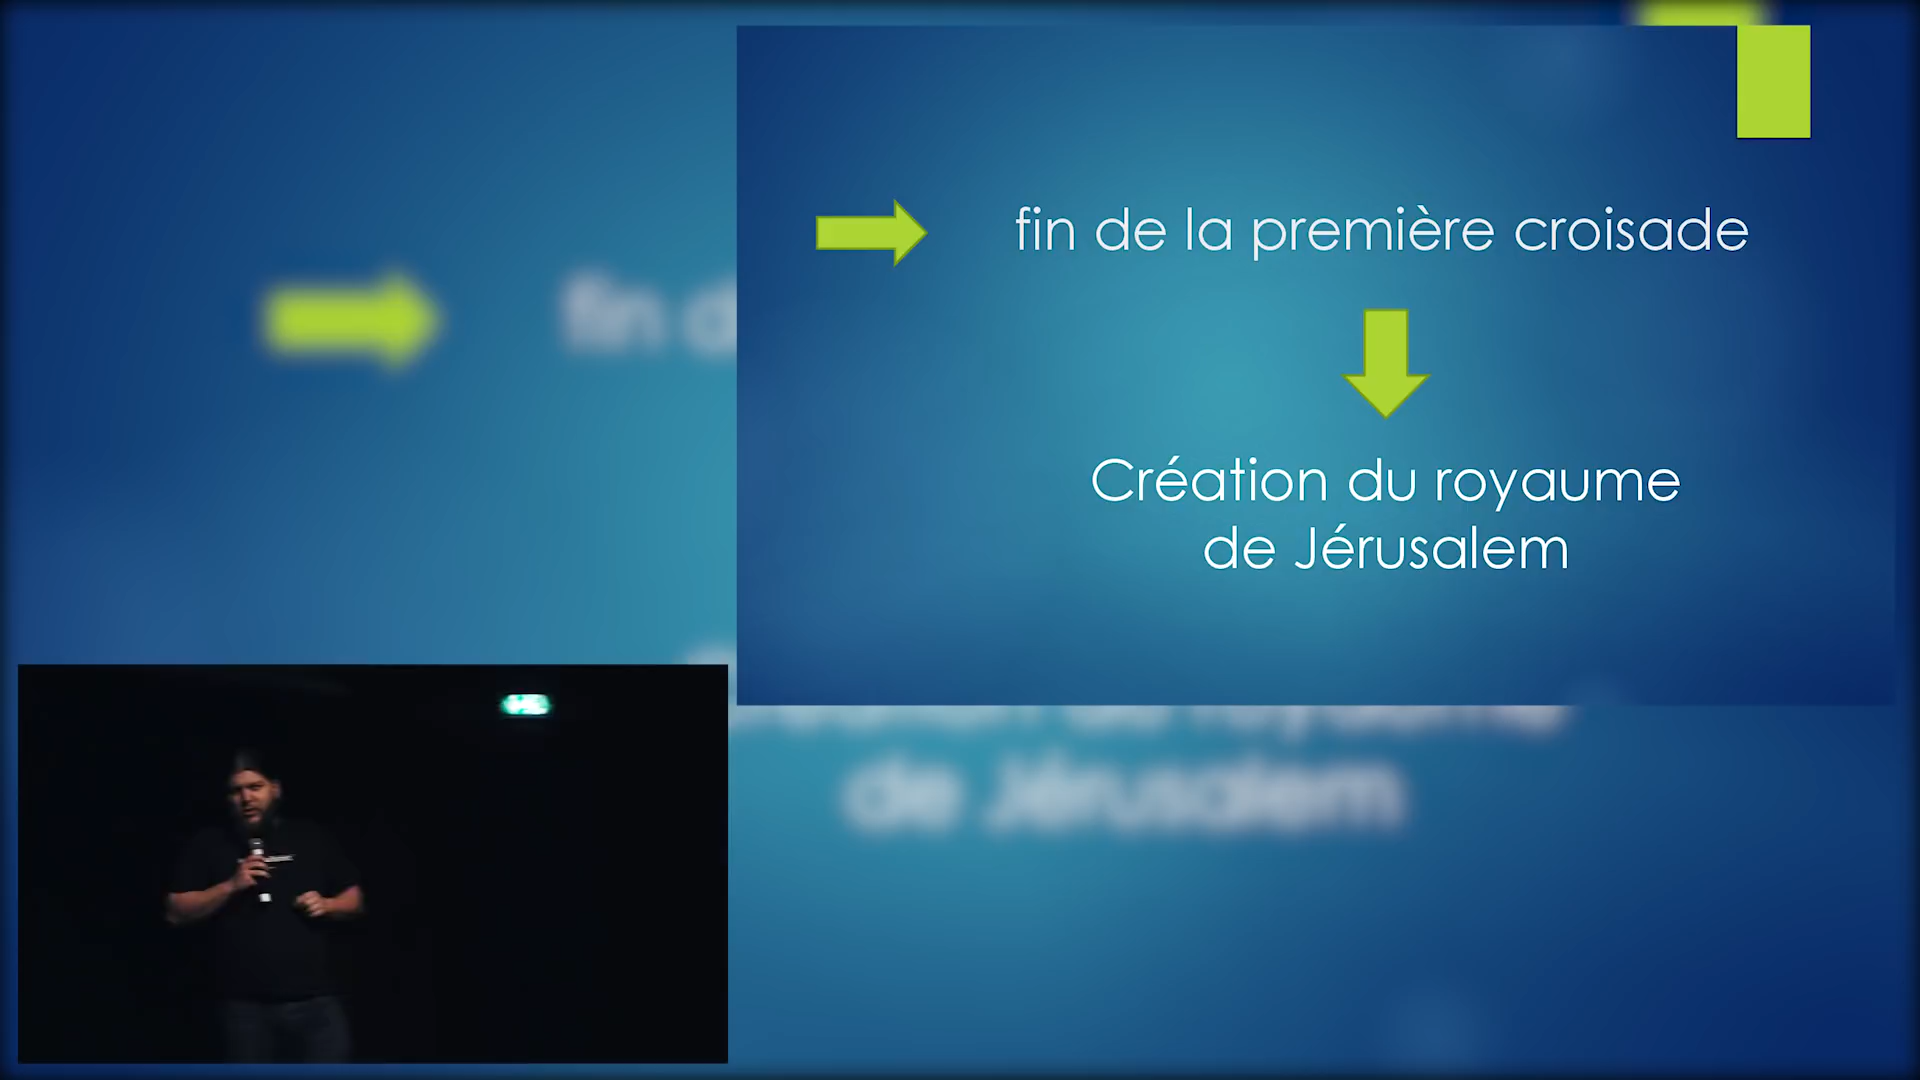 fin de la première croisade
Création du royaume
de Jérusalem